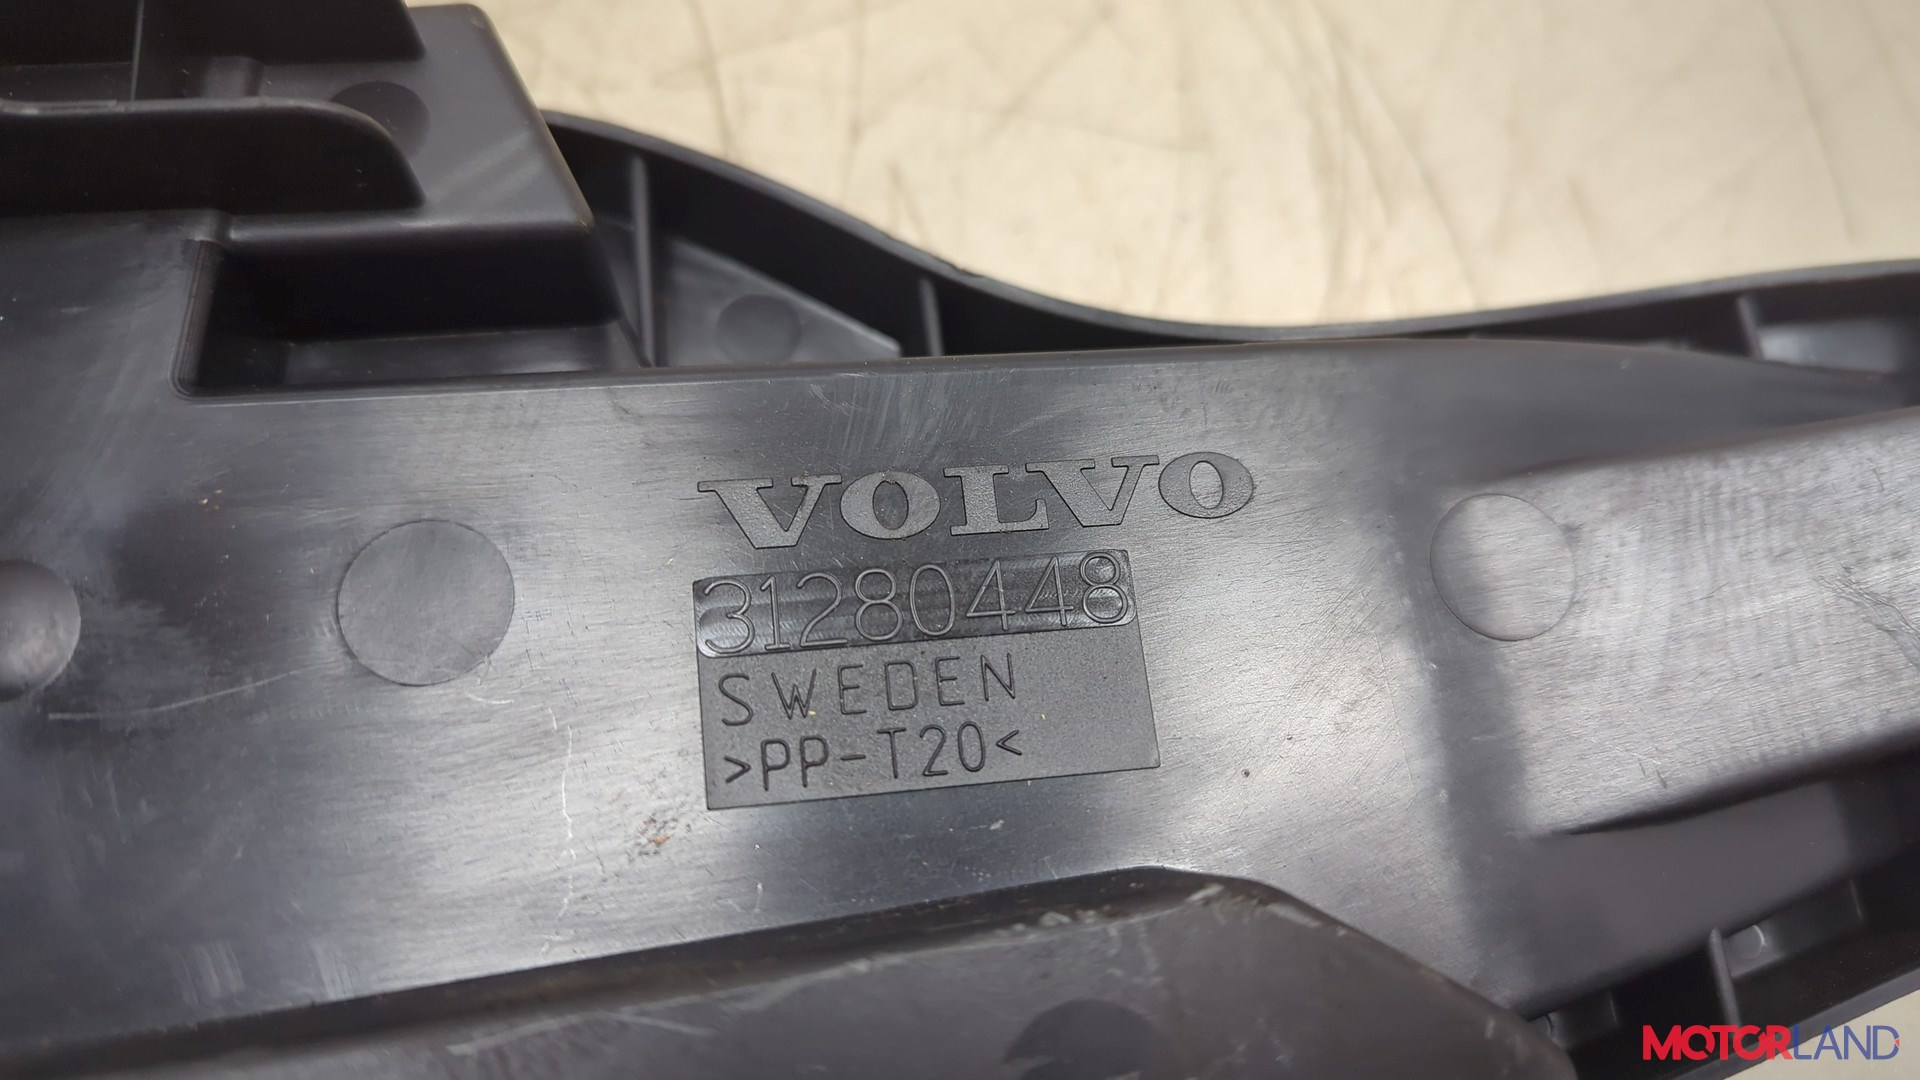 VOLVO
31280448
SWEDEN
>PP-T20<
MOTORLAND